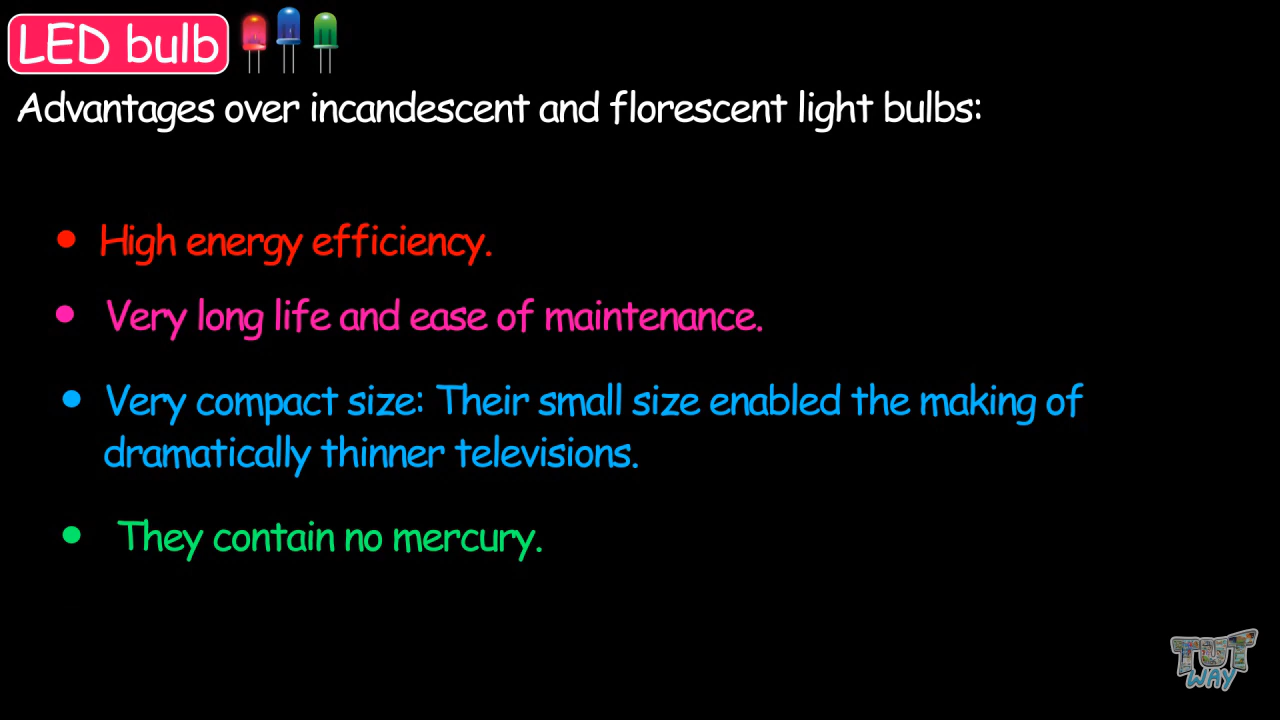 LED bulb
Advantages over incandescent and florescent light bulbs:
• High energy efficiency.
• Very long life and ease of maintenance.
• Very compact size: Their small size enabled the making of
dramatically thinner televisions.
• They contain no mercury.
TUT
WAY